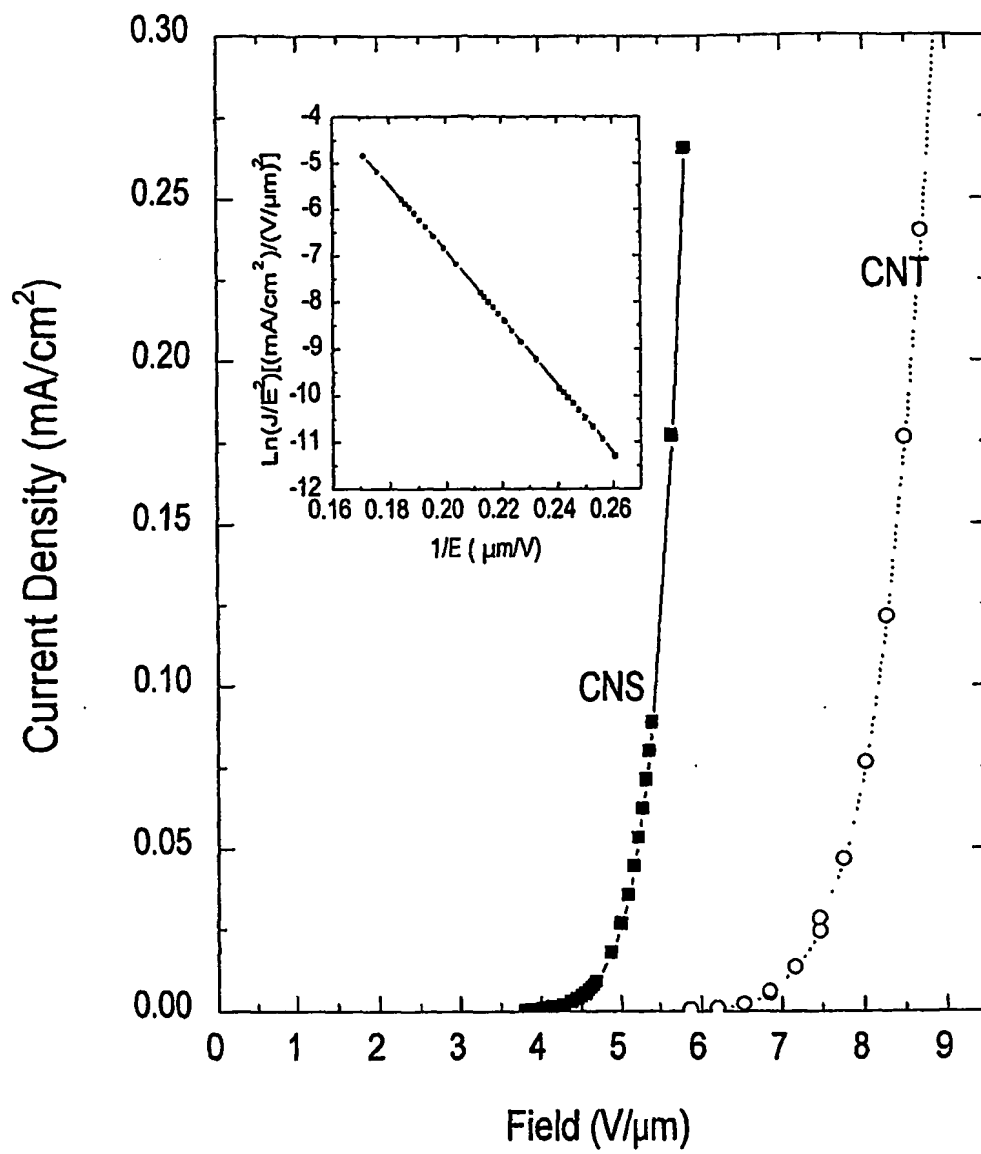 0.30
0.25
0.20
0.15
0.10
0.05
0.00
Current Density (mA/cm²)
-4
-5
-6
-7
-8
-9
-10
-11
-12
Ln(J/E²)[(mA/cm²)/(V/μm)²]
0.16 0.18 0.20 0.22 0.24 0.26
1/E ( μm/V)
CNT
CNS
0 1 2 3 4 5 6 7 8 9
Field (V/μm)